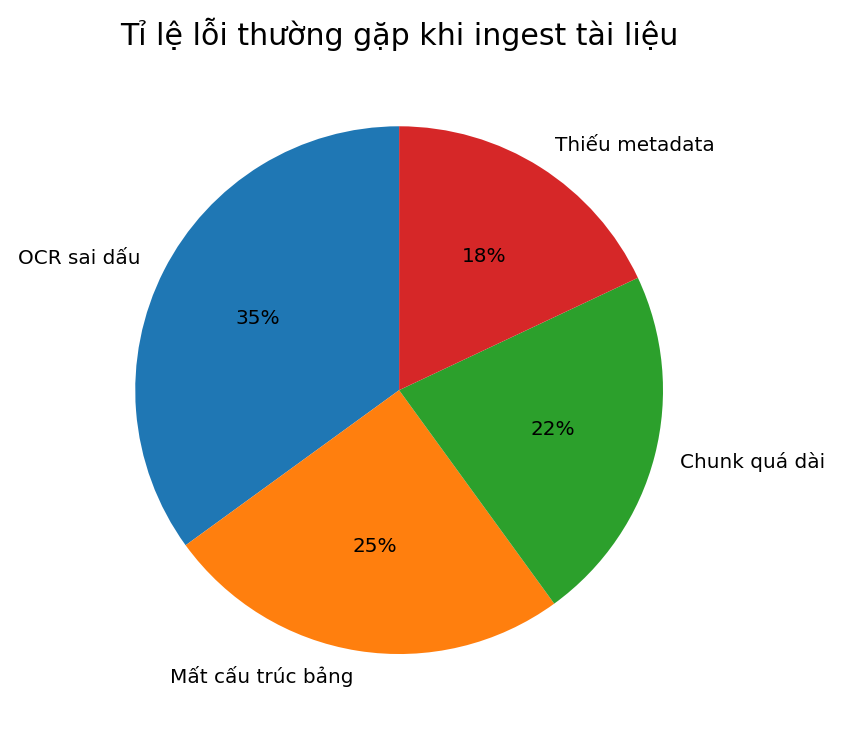 Tỉ lệ lỗi thường gặp khi ingest tài liệu
Thiếu metadata
18%
OCR sai dấu
35%
22%
Chunk quá dài
25%
Mất cấu trúc bảng